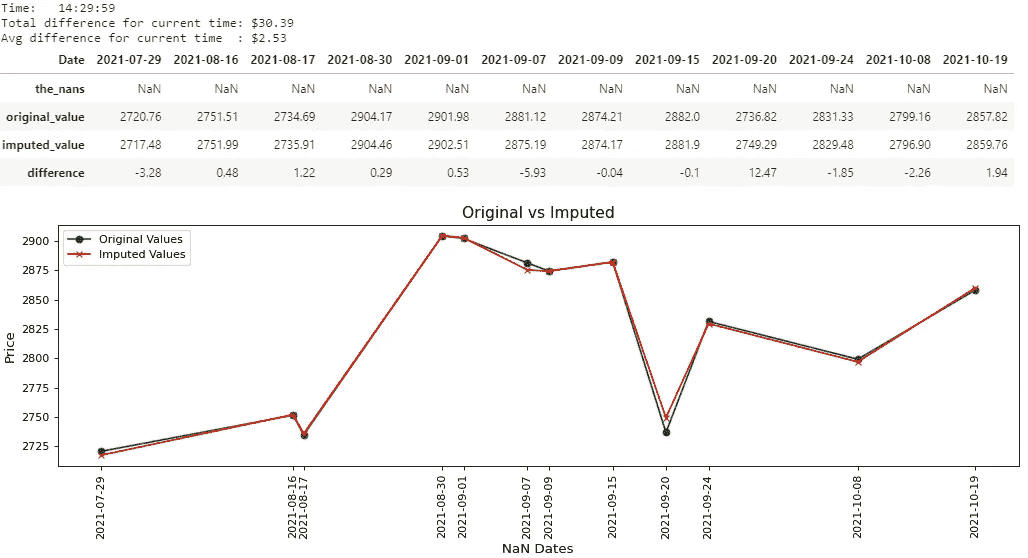 Time:   14:29:59
Total difference for current time: $30.39
Avg difference for current time  : $2.53
Date 2021-07-29 2021-08-16 2021-08-17 2021-08-30 2021-09-01 2021-09-07 2021-09-09 2021-09-15 2021-09-20 2021-09-24 2021-10-08 2021-10-19
the_nans NaN NaN NaN NaN NaN NaN NaN NaN NaN NaN NaN NaN
original_value 2720.76 2751.51 2734.69 2904.17 2901.98 2881.12 2874.21 2882.0 2736.82 2831.33 2799.16 2857.82
imputed_value 2717.48 2751.99 2735.91 2904.46 2902.51 2875.19 2874.17 2881.9 2749.29 2829.48 2796.90 2859.76
difference -3.28 0.48 1.22 0.29 0.53 -5.93 -0.04 -0.1 12.47 -1.85 -2.26 1.94
Original vs Imputed
Original Values
Imputed Values
Price
2900
2875
2850
2825
2800
2775
2750
2725
2021-07-29
2021-08-16
2021-08-17
2021-08-30
2021-09-01
2021-09-07
2021-09-09
2021-09-15
2021-09-20
2021-09-24
2021-10-08
2021-10-19
NaN Dates